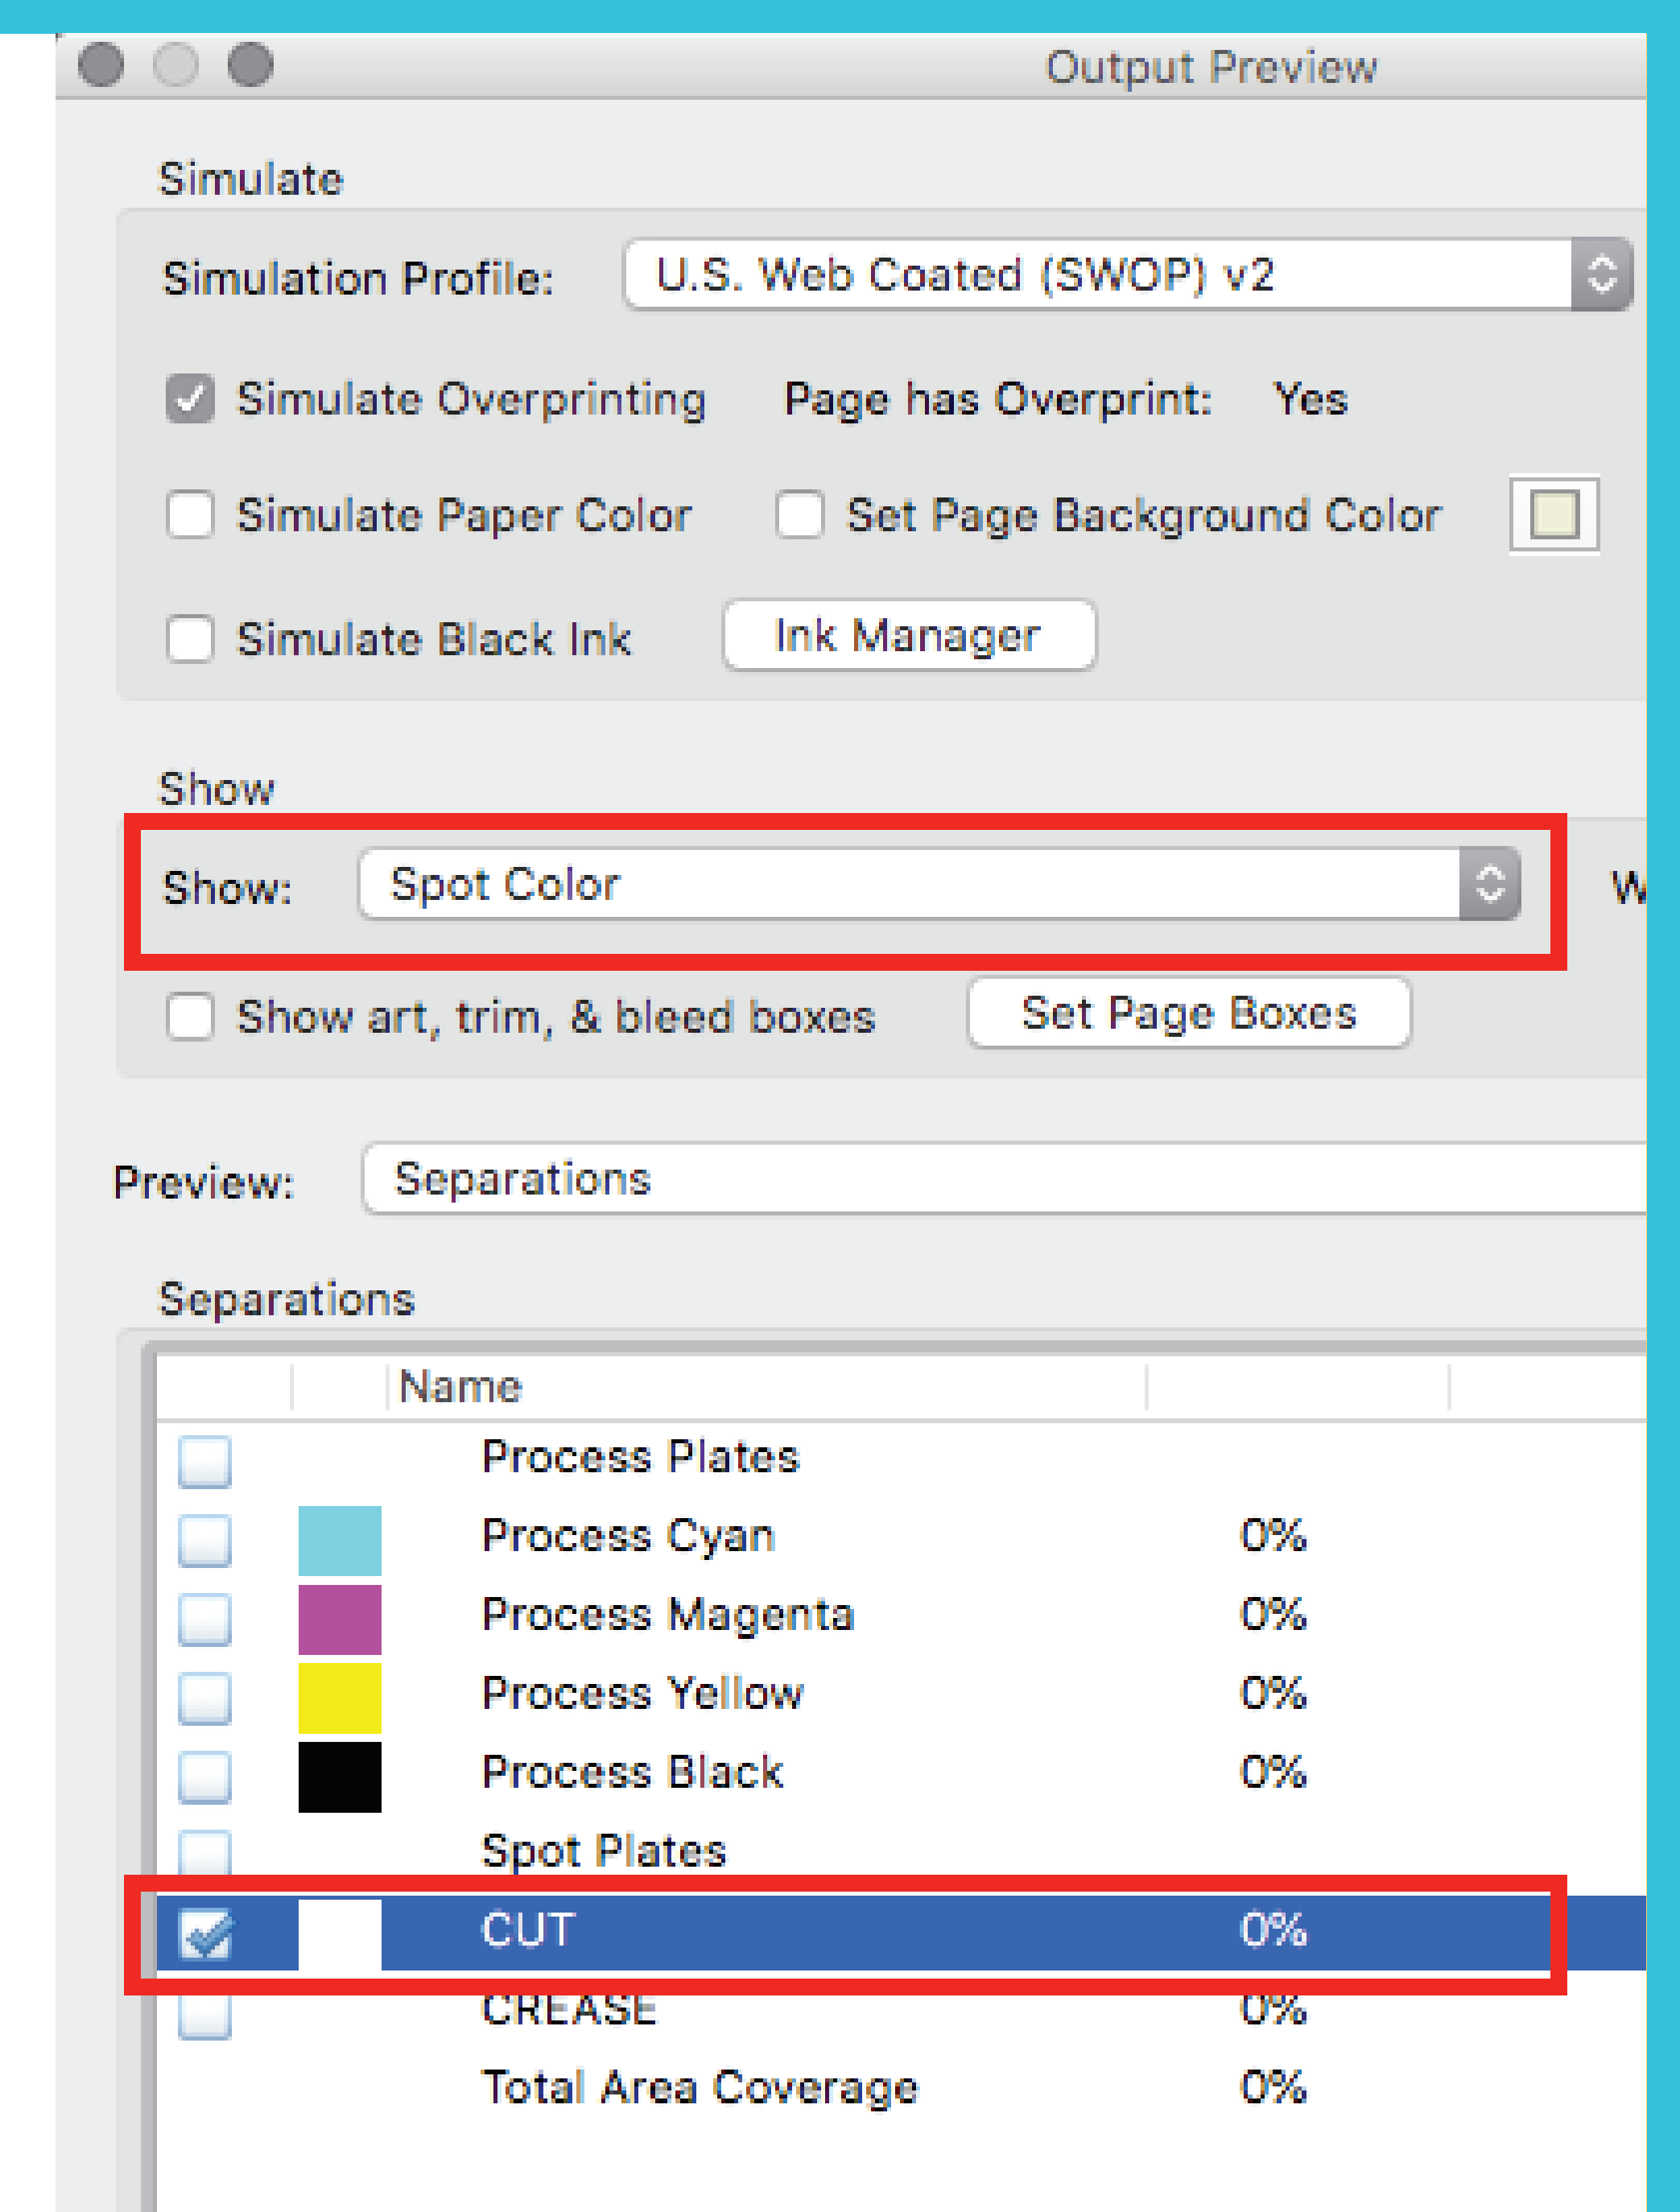 Output Preview
Simulate
Simulation Profile: U.S. Web Coated (SWOP) v2
Simulate Overprinting Page has Overprint: Yes
Simulate Paper Color Set Page Background Color
Simulate Black Ink Ink Manager
Show
Show: Spot Color W
Show art, trim, & bleed boxes Set Page Boxes
Preview: Separations
Separations
Name
Process Plates
Process Cyan 0%
Process Magenta 0%
Process Yellow 0%
Process Black 0%
Spot Plates
CUT 0%
CREASE 0%
Total Area Coverage 0%